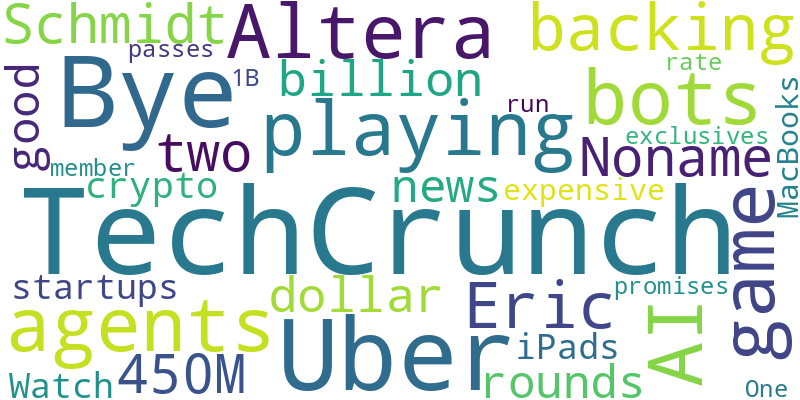 Schmidt
Altera
backing
passes
Bye
1B
billion
rate
bots
MacBooks
good
run
playing
exclusives
two
Noname
member
crypto
news
expensive
TechCrunch
game
startups
dollar
Eric
promises
agents
AI
Uber
iPads
Watch
450M
rounds
One